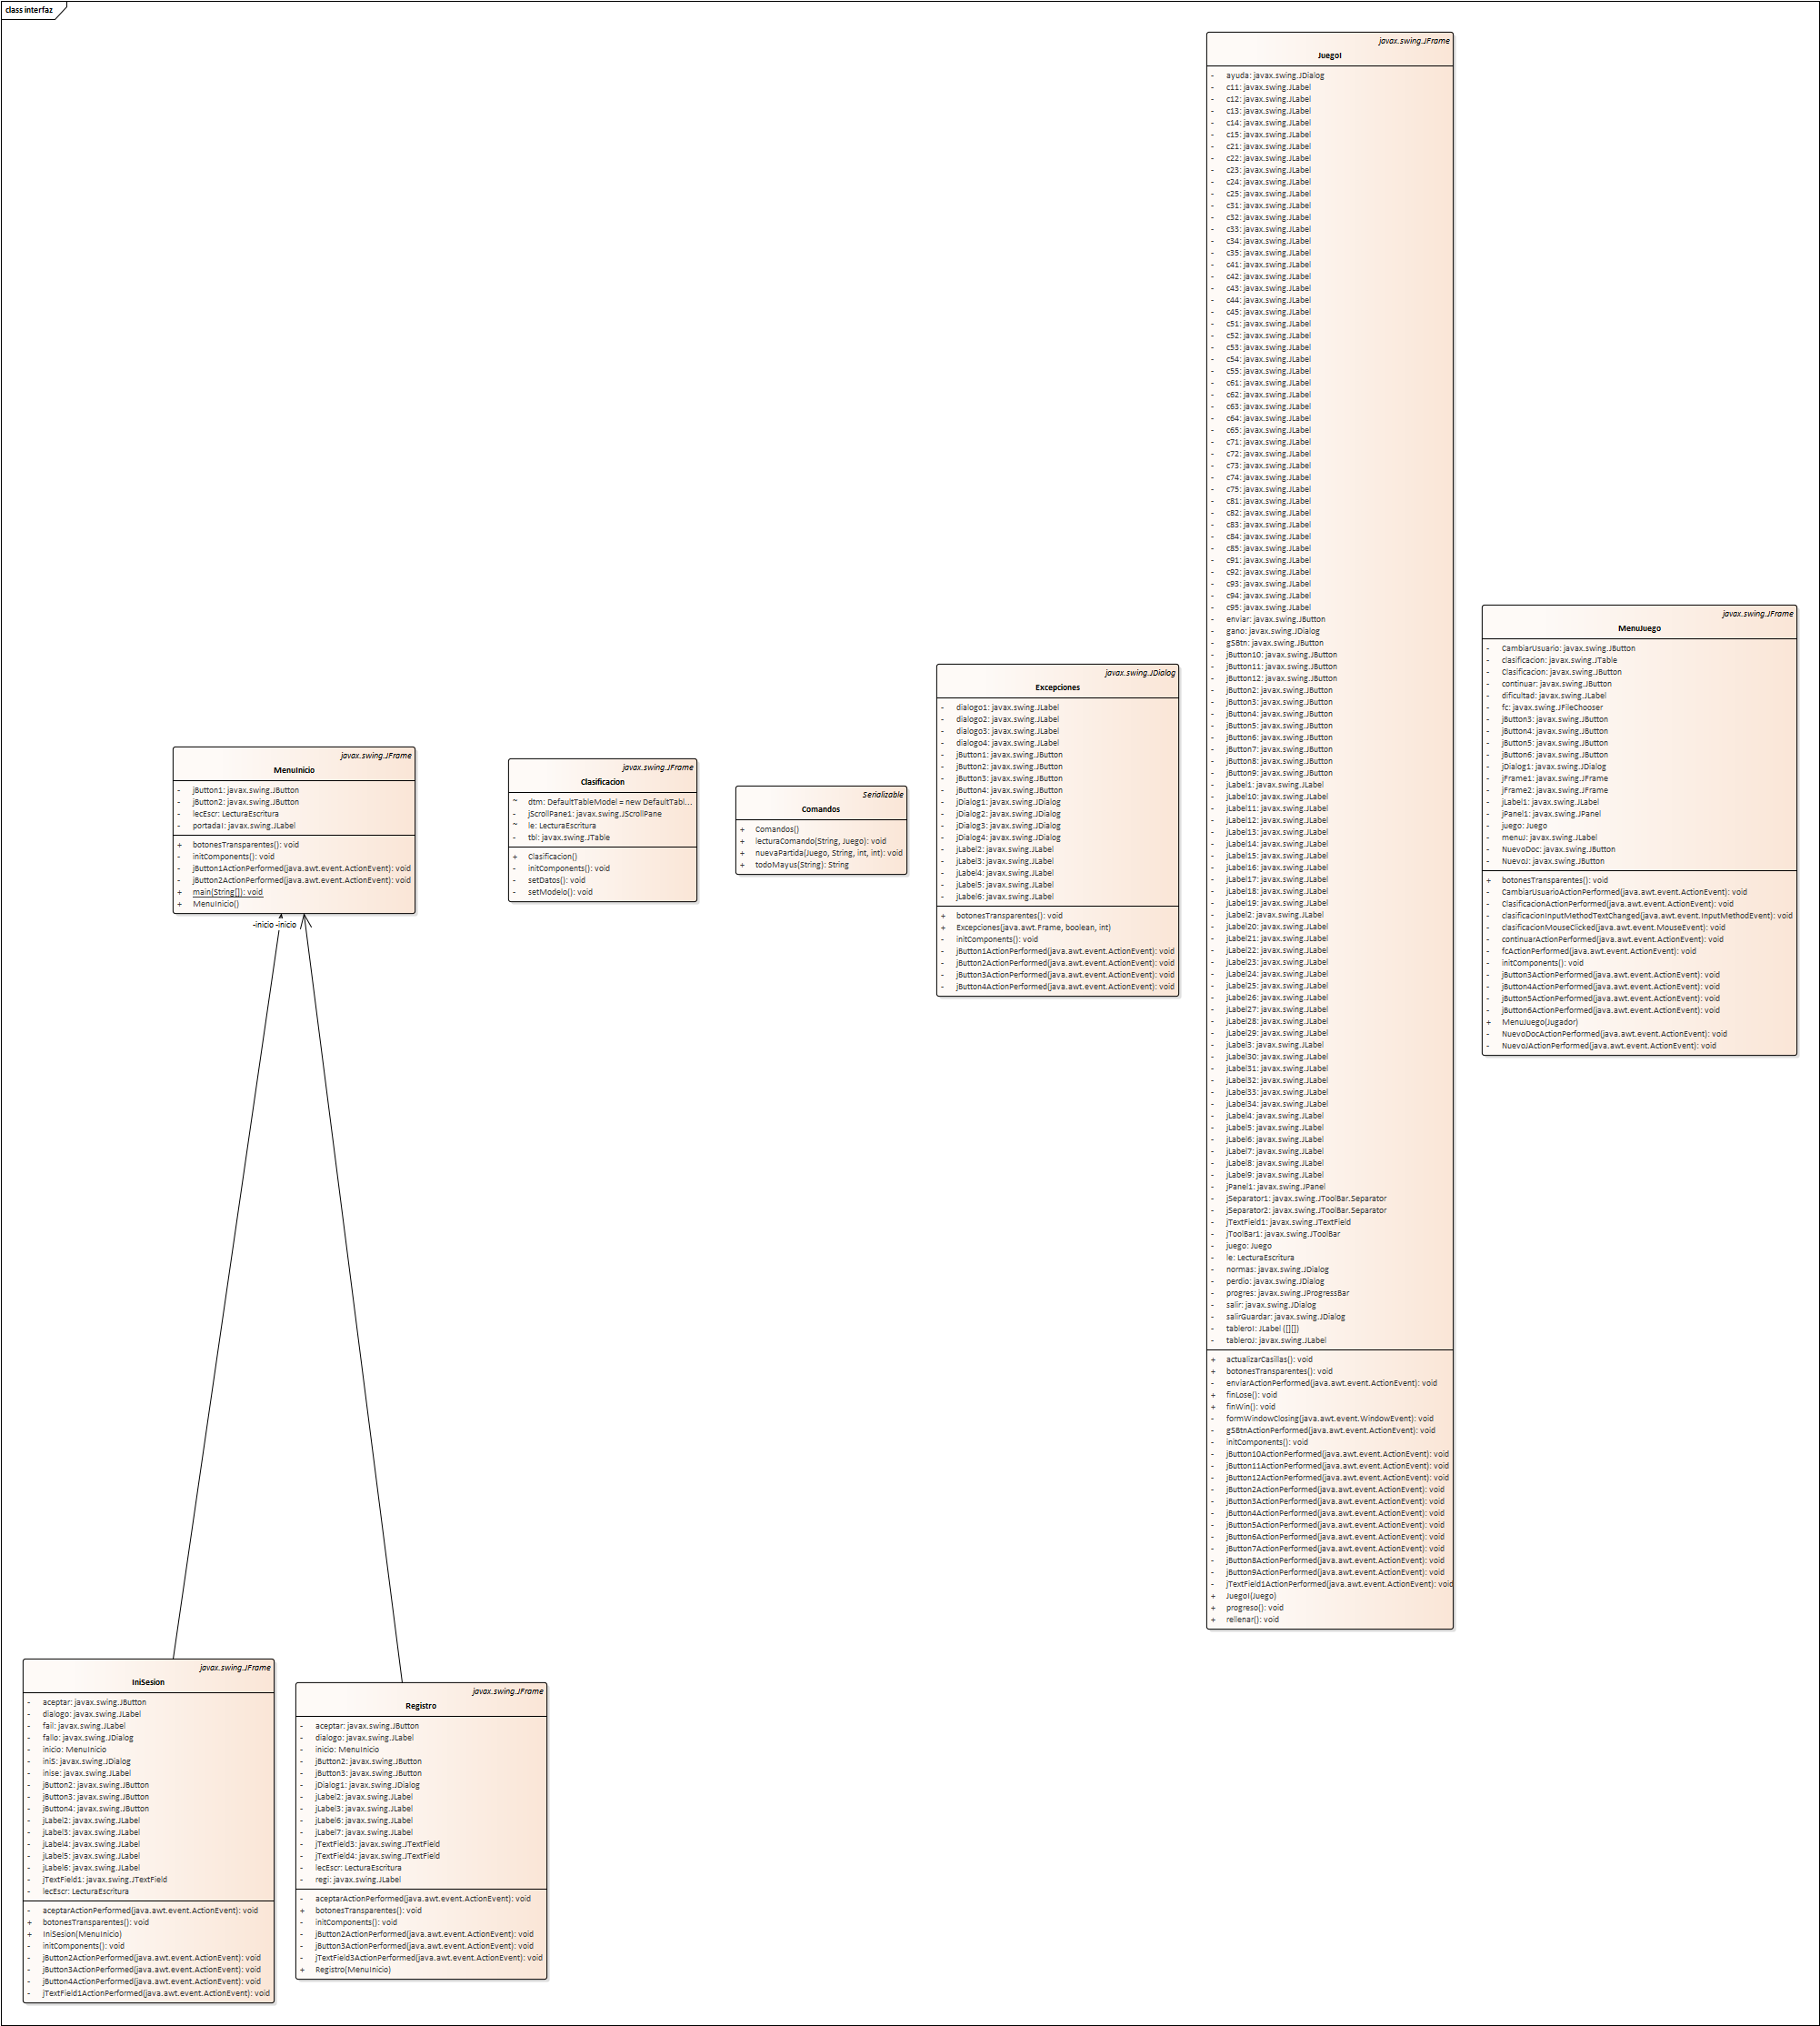 class interfaz
javax.swing.JFrame
JuegoI
- ayuda: javax.swing.JDialog
- c11: javax.swing.JLabel
- c12: javax.swing.JLabel
- c13: javax.swing.JLabel
- c14: javax.swing.JLabel
- c15: javax.swing.JLabel
- c21: javax.swing.JLabel
- c22: javax.swing.JLabel
- c23: javax.swing.JLabel
- c24: javax.swing.JLabel
- c25: javax.swing.JLabel
- c31: javax.swing.JLabel
- c32: javax.swing.JLabel
- c33: javax.swing.JLabel
- c34: javax.swing.JLabel
- c35: javax.swing.JLabel
- c41: javax.swing.JLabel
- c42: javax.swing.JLabel
- c43: javax.swing.JLabel
- c44: javax.swing.JLabel
- c45: javax.swing.JLabel
- c51: javax.swing.JLabel
- c52: javax.swing.JLabel
- c53: javax.swing.JLabel
- c54: javax.swing.JLabel
- c55: javax.swing.JLabel
- c61: javax.swing.JLabel
- c62: javax.swing.JLabel
- c63: javax.swing.JLabel
- c64: javax.swing.JLabel
- c65: javax.swing.JLabel
- c71: javax.swing.JLabel
- c72: javax.swing.JLabel
- c73: javax.swing.JLabel
- c74: javax.swing.JLabel
- c75: javax.swing.JLabel
- c81: javax.swing.JLabel
- c82: javax.swing.JLabel
- c83: javax.swing.JLabel
- c84: javax.swing.JLabel
- c85: javax.swing.JLabel
- c91: javax.swing.JLabel
- c92: javax.swing.JLabel
- c93: javax.swing.JLabel
- c94: javax.swing.JLabel
- c95: javax.swing.JLabel
- enviar: javax.swing.JButton
- gano: javax.swing.JDialog
- gSBtn: javax.swing.JButton
- jButton10: javax.swing.JButton
- jButton11: javax.swing.JButton
- jButton12: javax.swing.JButton
- jButton2: javax.swing.JButton
- jButton3: javax.swing.JButton
- jButton4: javax.swing.JButton
- jButton5: javax.swing.JButton
- jButton6: javax.swing.JButton
- jButton7: javax.swing.JButton
- jButton8: javax.swing.JButton
- jButton9: javax.swing.JButton
- jLabel1: javax.swing.JLabel
- jLabel10: javax.swing.JLabel
- jLabel11: javax.swing.JLabel
- jLabel12: javax.swing.JLabel
- jLabel13: javax.swing.JLabel
- jLabel14: javax.swing.JLabel
- jLabel15: javax.swing.JLabel
- jLabel16: javax.swing.JLabel
- jLabel17: javax.swing.JLabel
- jLabel18: javax.swing.JLabel
- jLabel19: javax.swing.JLabel
- jLabel2: javax.swing.JLabel
- jLabel20: javax.swing.JLabel
- jLabel21: javax.swing.JLabel
- jLabel22: javax.swing.JLabel
- jLabel23: javax.swing.JLabel
- jLabel24: javax.swing.JLabel
- jLabel25: javax.swing.JLabel
- jLabel26: javax.swing.JLabel
- jLabel27: javax.swing.JLabel
- jLabel28: javax.swing.JLabel
- jLabel29: javax.swing.JLabel
- jLabel3: javax.swing.JLabel
- jLabel30: javax.swing.JLabel
- jLabel31: javax.swing.JLabel
- jLabel32: javax.swing.JLabel
- jLabel33: javax.swing.JLabel
- jLabel34: javax.swing.JLabel
- jLabel4: javax.swing.JLabel
- jLabel5: javax.swing.JLabel
- jLabel6: javax.swing.JLabel
- jLabel7: javax.swing.JLabel
- jLabel8: javax.swing.JLabel
- jLabel9: javax.swing.JLabel
- jPanel1: javax.swing.JPanel
- jSeparator1: javax.swing.JToolBar.Separator
- jSeparator2: javax.swing.JToolBar.Separator
- jTextField1: javax.swing.JTextField
- jToolBar1: javax.swing.JToolBar
- juego: Juego
- le: LecturaEscritura
- normas: javax.swing.JDialog
- perdio: javax.swing.JDialog
- progres: javax.swing.JProgressBar
- salir: javax.swing.JDialog
- salirGuardar: javax.swing.JDialog
- tableroI: JLabel ([][])
- tableroJ: javax.swing.JLabel
+ actualizarCasillas(): void
+ botonesTransparentes(): void
- enviarActionPerformed(java.awt.event.ActionEvent): void
+ finLose(): void
+ finWin(): void
- formWindowClosing(java.awt.event.WindowEvent): void
- gSBtnActionPerformed(java.awt.event.ActionEvent): void
- initComponents(): void
- jButton10ActionPerformed(java.awt.event.ActionEvent): void
- jButton11ActionPerformed(java.awt.event.ActionEvent): void
- jButton12ActionPerformed(java.awt.event.ActionEvent): void
- jButton2ActionPerformed(java.awt.event.ActionEvent): void
- jButton3ActionPerformed(java.awt.event.ActionEvent): void
- jButton4ActionPerformed(java.awt.event.ActionEvent): void
- jButton5ActionPerformed(java.awt.event.ActionEvent): void
- jButton6ActionPerformed(java.awt.event.ActionEvent): void
- jButton7ActionPerformed(java.awt.event.ActionEvent): void
- jButton8ActionPerformed(java.awt.event.ActionEvent): void
- jButton9ActionPerformed(java.awt.event.ActionEvent): void
- jTextField1ActionPerformed(java.awt.event.ActionEvent): void
+ JuegoI(Juego)
+ progreso(): void
+ rellenar(): void
javax.swing.JFrame
MenuJuego
- CambiarUsuario: javax.swing.JButton
- clasificacion: javax.swing.JTable
- Clasificacion: javax.swing.JButton
- continuar: javax.swing.JButton
- dificultad: javax.swing.JLabel
- fc: javax.swing.JFileChooser
- jButton3: javax.swing.JButton
- jButton4: javax.swing.JButton
- jButton5: javax.swing.JButton
- jButton6: javax.swing.JButton
- jDialog1: javax.swing.JDialog
- jFrame1: javax.swing.JFrame
- jFrame2: javax.swing.JFrame
- jLabel1: javax.swing.JLabel
- jPanel1: javax.swing.JPanel
- juego: Juego
- menuJ: javax.swing.JLabel
- NuevoDoc: javax.swing.JButton
- NuevoJ: javax.swing.JButton
+ botonesTransparentes(): void
- CambiarUsuarioActionPerformed(java.awt.event.ActionEvent): void
- ClasificacionActionPerformed(java.awt.event.ActionEvent): void
- clasificacionInputMethodTextChanged(java.awt.event.InputMethodEvent): void
- clasificacionMouseClicked(java.awt.event.MouseEvent): void
- continuarActionPerformed(java.awt.event.ActionEvent): void
- fcActionPerformed(java.awt.event.ActionEvent): void
- initComponents(): void
- jButton3ActionPerformed(java.awt.event.ActionEvent): void
- jButton4ActionPerformed(java.awt.event.ActionEvent): void
- jButton5ActionPerformed(java.awt.event.ActionEvent): void
- jButton6ActionPerformed(java.awt.event.ActionEvent): void
+ MenuJuego(Jugador)
- NuevoDocActionPerformed(java.awt.event.ActionEvent): void
- NuevoJActionPerformed(java.awt.event.ActionEvent): void
javax.swing.JDialog
Excepciones
- dialogo1: javax.swing.JLabel
- dialogo2: javax.swing.JLabel
- dialogo3: javax.swing.JLabel
- dialogo4: javax.swing.JLabel
- jButton1: javax.swing.JButton
- jButton2: javax.swing.JButton
- jButton3: javax.swing.JButton
- jButton4: javax.swing.JButton
- jDialog1: javax.swing.JDialog
- jDialog2: javax.swing.JDialog
- jDialog3: javax.swing.JDialog
- jDialog4: javax.swing.JDialog
- jLabel2: javax.swing.JLabel
- jLabel3: javax.swing.JLabel
- jLabel4: javax.swing.JLabel
- jLabel5: javax.swing.JLabel
- jLabel6: javax.swing.JLabel
+ botonesTransparentes(): void
+ Excepciones(java.awt.Frame, boolean, int)
- initComponents(): void
- jButton1ActionPerformed(java.awt.event.ActionEvent): void
- jButton2ActionPerformed(java.awt.event.ActionEvent): void
- jButton3ActionPerformed(java.awt.event.ActionEvent): void
- jButton4ActionPerformed(java.awt.event.ActionEvent): void
javax.swing.JFrame
MenuInicio
- jButton1: javax.swing.JButton
- jButton2: javax.swing.JButton
- lecEscr: LecturaEscritura
- portadaI: javax.swing.JLabel
+ botonesTransparentes(): void
- initComponents(): void
- jButton1ActionPerformed(java.awt.event.ActionEvent): void
- jButton2ActionPerformed(java.awt.event.ActionEvent): void
+ main(String[]): void
+ MenuInicio()
-inicio -inicio
javax.swing.JFrame
Clasificacion
~ dtm: DefaultTableModel = new DefaultTabl...
- jScrollPane1: javax.swing.JScrollPane
~ le: LecturaEscritura
- tbl: javax.swing.JTable
+ Clasificacion()
- initComponents(): void
- setDatos(): void
- setModelo(): void
Serializable
Comandos
+ Comandos()
+ lecturaComando(String, Juego): void
+ nuevaPartida(Juego, String, int, int): void
+ todoMayus(String): String
javax.swing.JFrame
IniSesion
- aceptar: javax.swing.JButton
- dialogo: javax.swing.JLabel
- fail: javax.swing.JLabel
- fallo: javax.swing.JDialog
- inicio: MenuInicio
- iniS: javax.swing.JDialog
- inise: javax.swing.JLabel
- jButton2: javax.swing.JButton
- jButton3: javax.swing.JButton
- jButton4: javax.swing.JButton
- jLabel2: javax.swing.JLabel
- jLabel3: javax.swing.JLabel
- jLabel4: javax.swing.JLabel
- jLabel5: javax.swing.JLabel
- jLabel6: javax.swing.JLabel
- jTextField1: javax.swing.JTextField
- lecEscr: LecturaEscritura
- aceptarActionPerformed(java.awt.event.ActionEvent): void
+ botonesTransparentes(): void
+ IniSesion(MenuInicio)
- initComponents(): void
- jButton2ActionPerformed(java.awt.event.ActionEvent): void
- jButton3ActionPerformed(java.awt.event.ActionEvent): void
- jButton4ActionPerformed(java.awt.event.ActionEvent): void
- jTextField1ActionPerformed(java.awt.event.ActionEvent): void
javax.swing.JFrame
Registro
- aceptar: javax.swing.JButton
- dialogo: javax.swing.JLabel
- inicio: MenuInicio
- jButton2: javax.swing.JButton
- jButton3: javax.swing.JButton
- jDialog1: javax.swing.JDialog
- jLabel2: javax.swing.JLabel
- jLabel3: javax.swing.JLabel
- jLabel6: javax.swing.JLabel
- jLabel7: javax.swing.JLabel
- jTextField3: javax.swing.JTextField
- jTextField4: javax.swing.JTextField
- lecEscr: LecturaEscritura
- regi: javax.swing.JLabel
- aceptarActionPerformed(java.awt.event.ActionEvent): void
+ botonesTransparentes(): void
- initComponents(): void
- jButton2ActionPerformed(java.awt.event.ActionEvent): void
- jButton3ActionPerformed(java.awt.event.ActionEvent): void
- jTextField3ActionPerformed(java.awt.event.ActionEvent): void
+ Registro(MenuInicio)